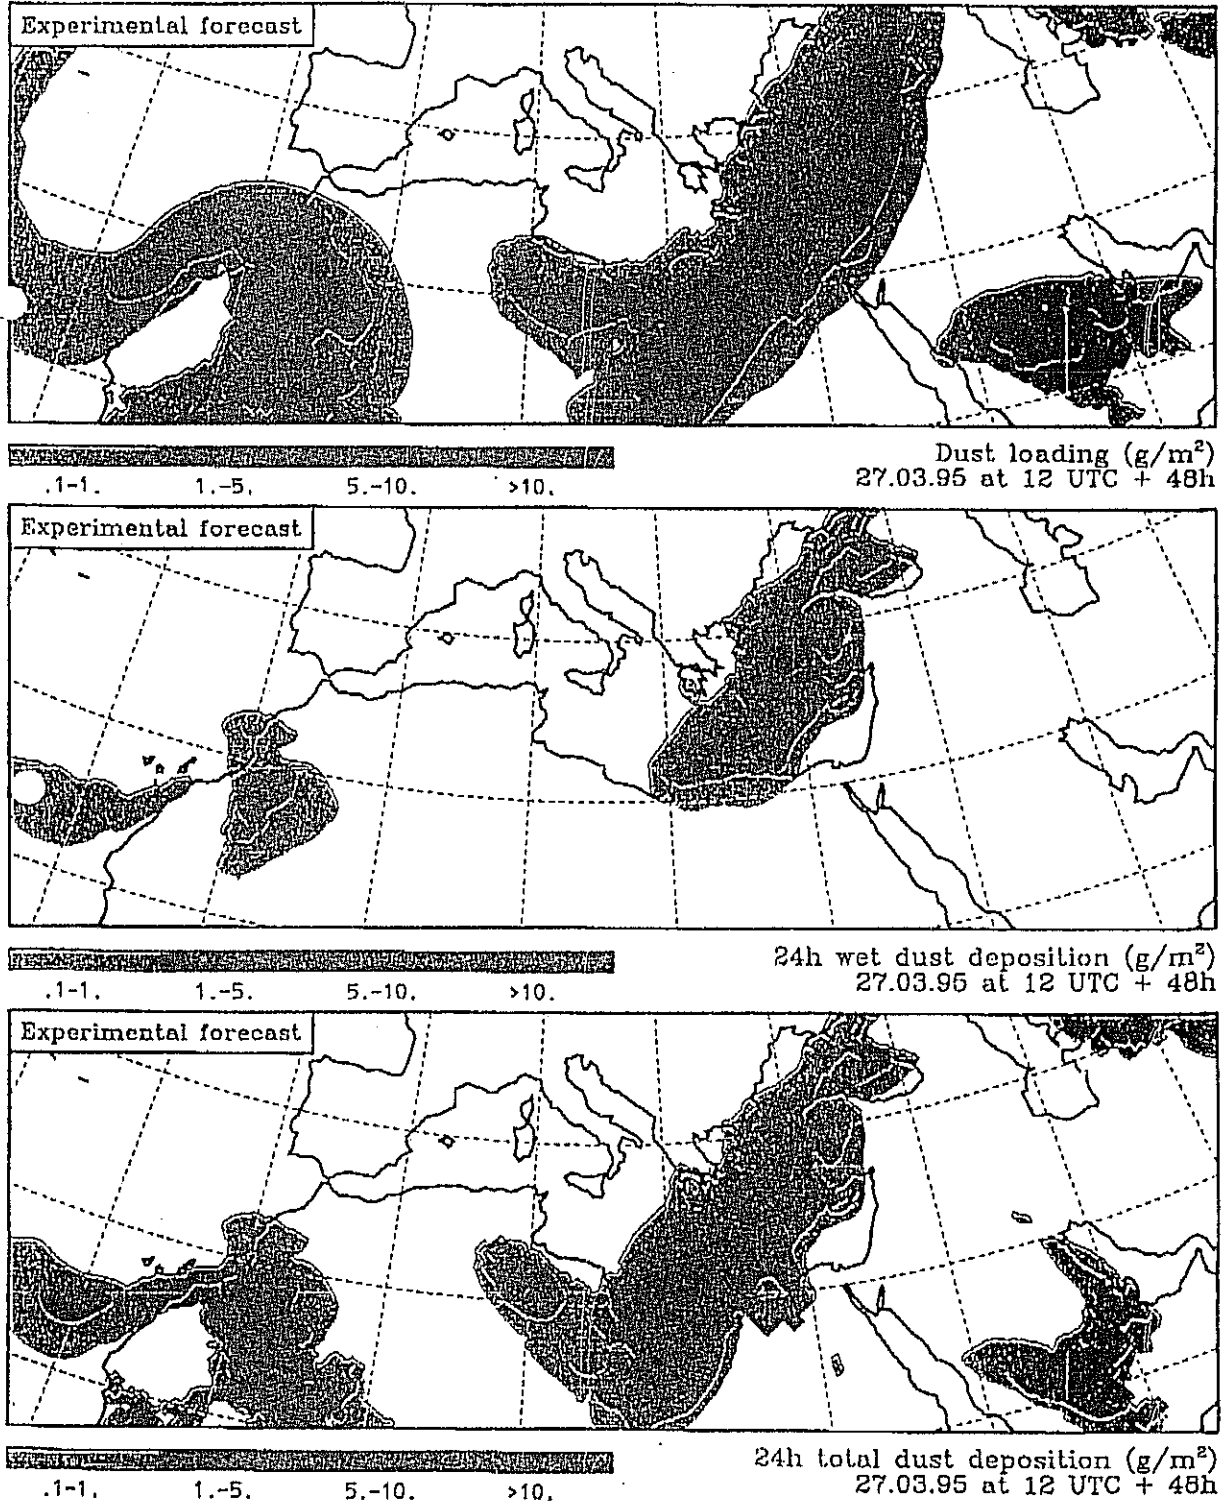 Experimental forecast
.1-1. 1.-5. 5.-10. >10.
Dust loading (g/m²)
27.03.95 at 12 UTC + 48h
Experimental forecast
.1-1. 1.-5. 5.-10. >10.
24h wet dust deposition (g/m²)
27.03.95 at 12 UTC + 48h
Experimental forecast
.1-1. 1.-5. 5.-10. >10.
24h total dust deposition (g/m²)
27.03.95 at 12 UTC + 48h